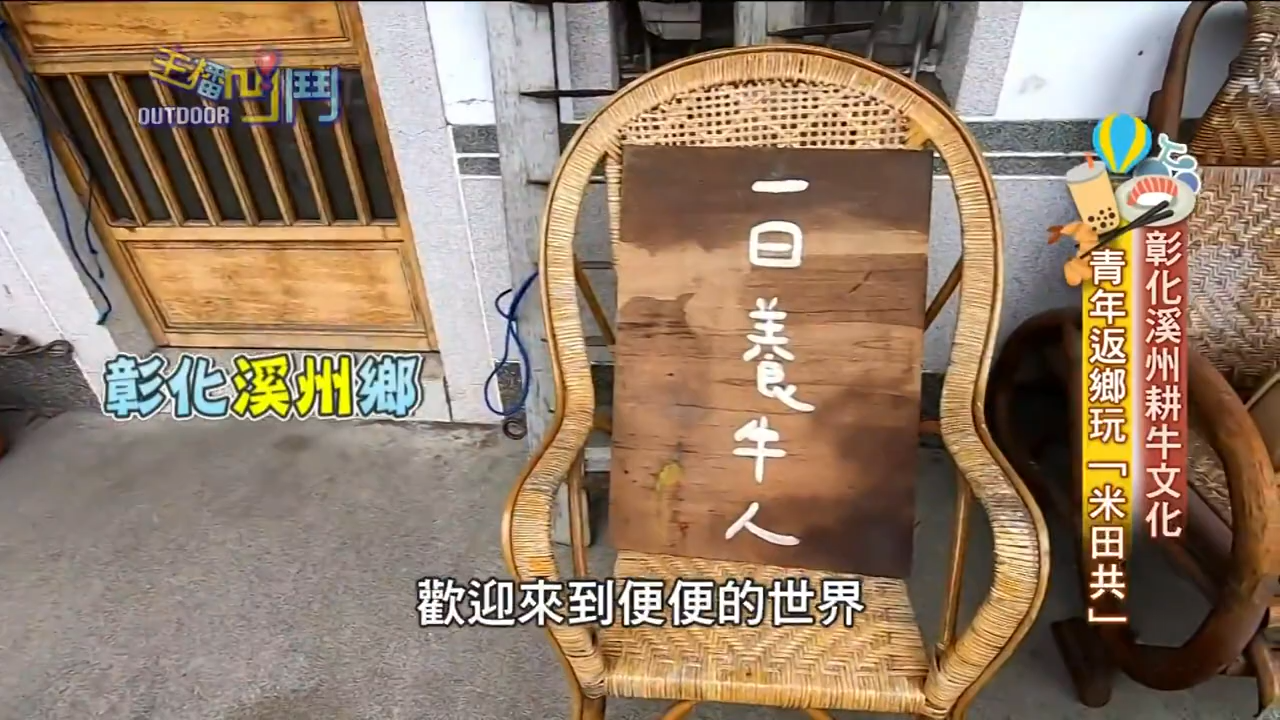 主播
鬥
OUTDOOR
一日養牛人
彰化溪州耕牛文化
青年返鄉玩「米田共」
彰化溪州鄉
歡迎來到便便的世界